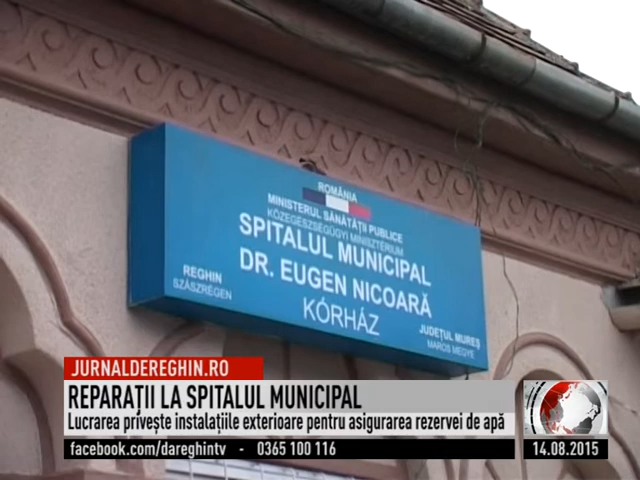 ROMÂNIA
MINISTERUL SĂNĂTĂȚII PUBLICE
KÖZEGÉSZSÉGÜGYI MINISZTÉRIUM
SPITALUL MUNICIPAL
DR. EUGEN NICOARĂ
KÓRHÁZ
REGHIN
SZÁSZRÉGEN
JUDEȚUL MUREȘ
MAROS MEGYE
JURNALDEREGHIN.RO
REPARAȚII LA SPITALUL MUNICIPAL
Lucrarea privește instalațiile exterioare pentru asigurarea rezervei de apă
facebook.com/dareghintv - 0365 100 116
14.08.2015